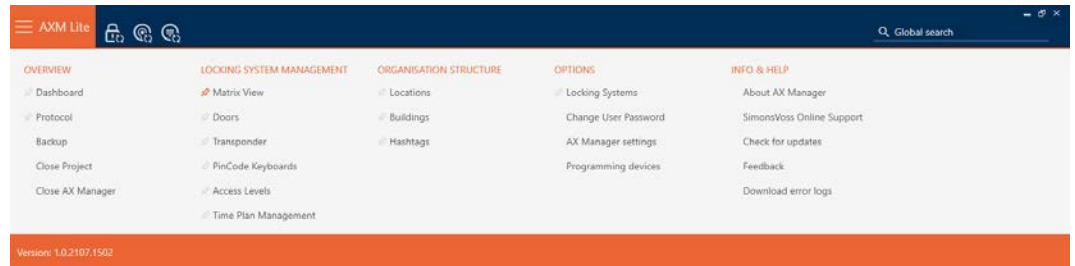 AXM Lite
Global search
OVERVIEW
Dashboard
Protocol
Backup
Close Project
Close AX Manager
LOCKING SYSTEM MANAGEMENT
Matrix View
Doors
Transponder
PinCode Keyboards
Access Levels
Time Plan Management
ORGANISATION STRUCTURE
Locations
Buildings
Hashtags
OPTIONS
Locking Systems
Change User Password
AX Manager settings
Programming devices
INFO & HELP
About AX Manager
SimonsVoss Online Support
Check for updates
Feedback
Download error logs
Version: 1.0.2107.1502